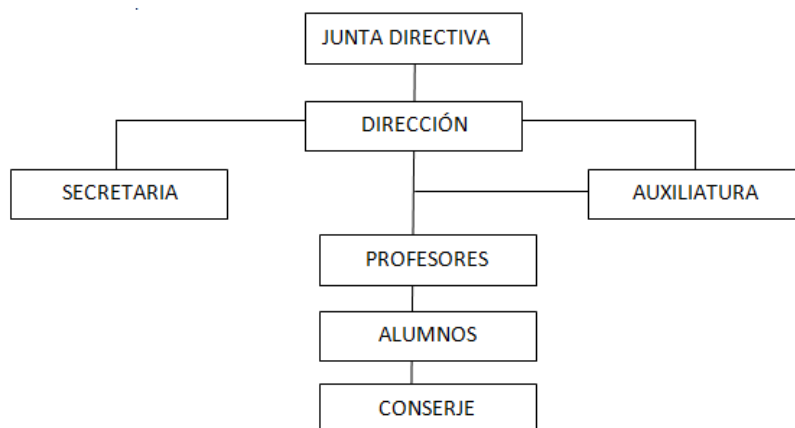 JUNTA DIRECTIVA
DIRECCIÓN
SECRETARIA
AUXILIATURA
PROFESORES
ALUMNOS
CONSERJE